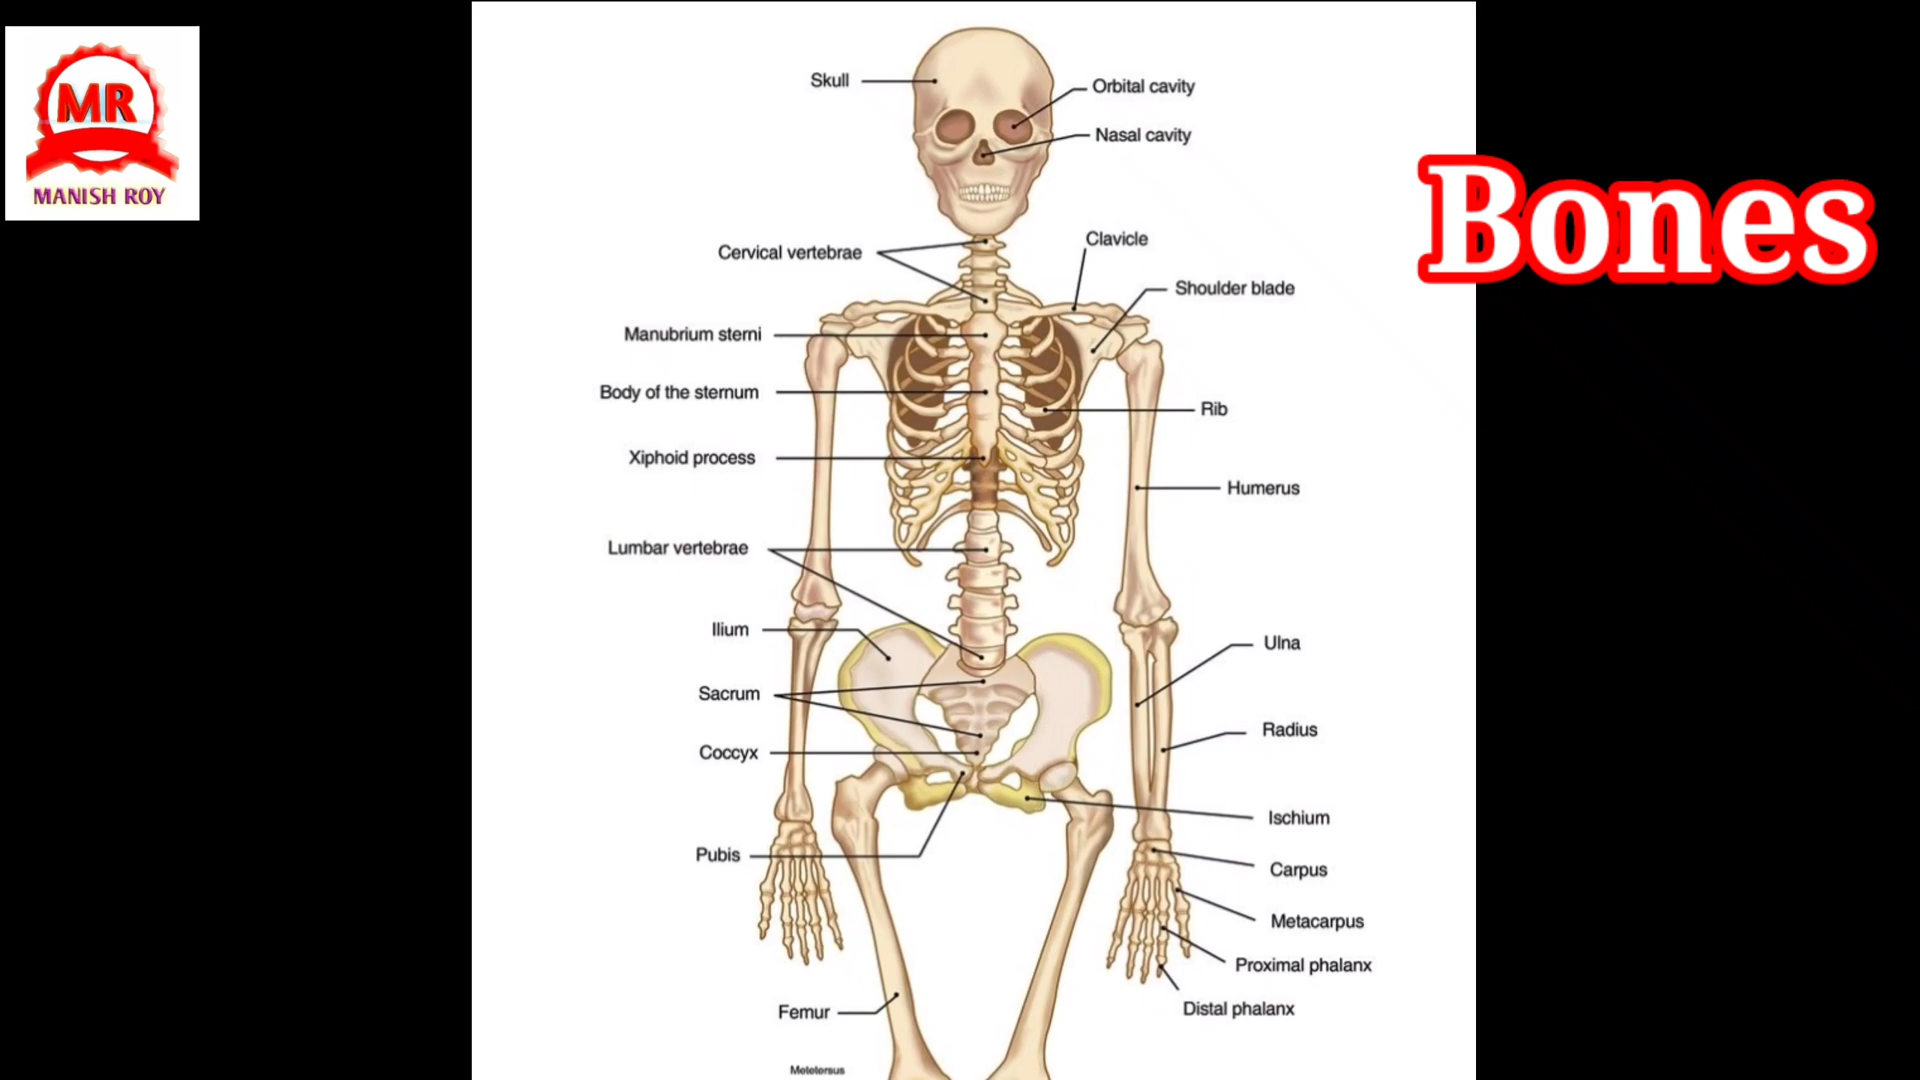 MR
MANISH ROY
Bones
Skull
Orbital cavity
Nasal cavity
Cervical vertebrae
Clavicle
Shoulder blade
Manubrium sterni
Body of the sternum
Rib
Xiphoid process
Humerus
Lumbar vertebrae
Ilium
Ulna
Sacrum
Radius
Coccyx
Ischium
Pubis
Carpus
Metacarpus
Proximal phalanx
Distal phalanx
Femur
Metetersus